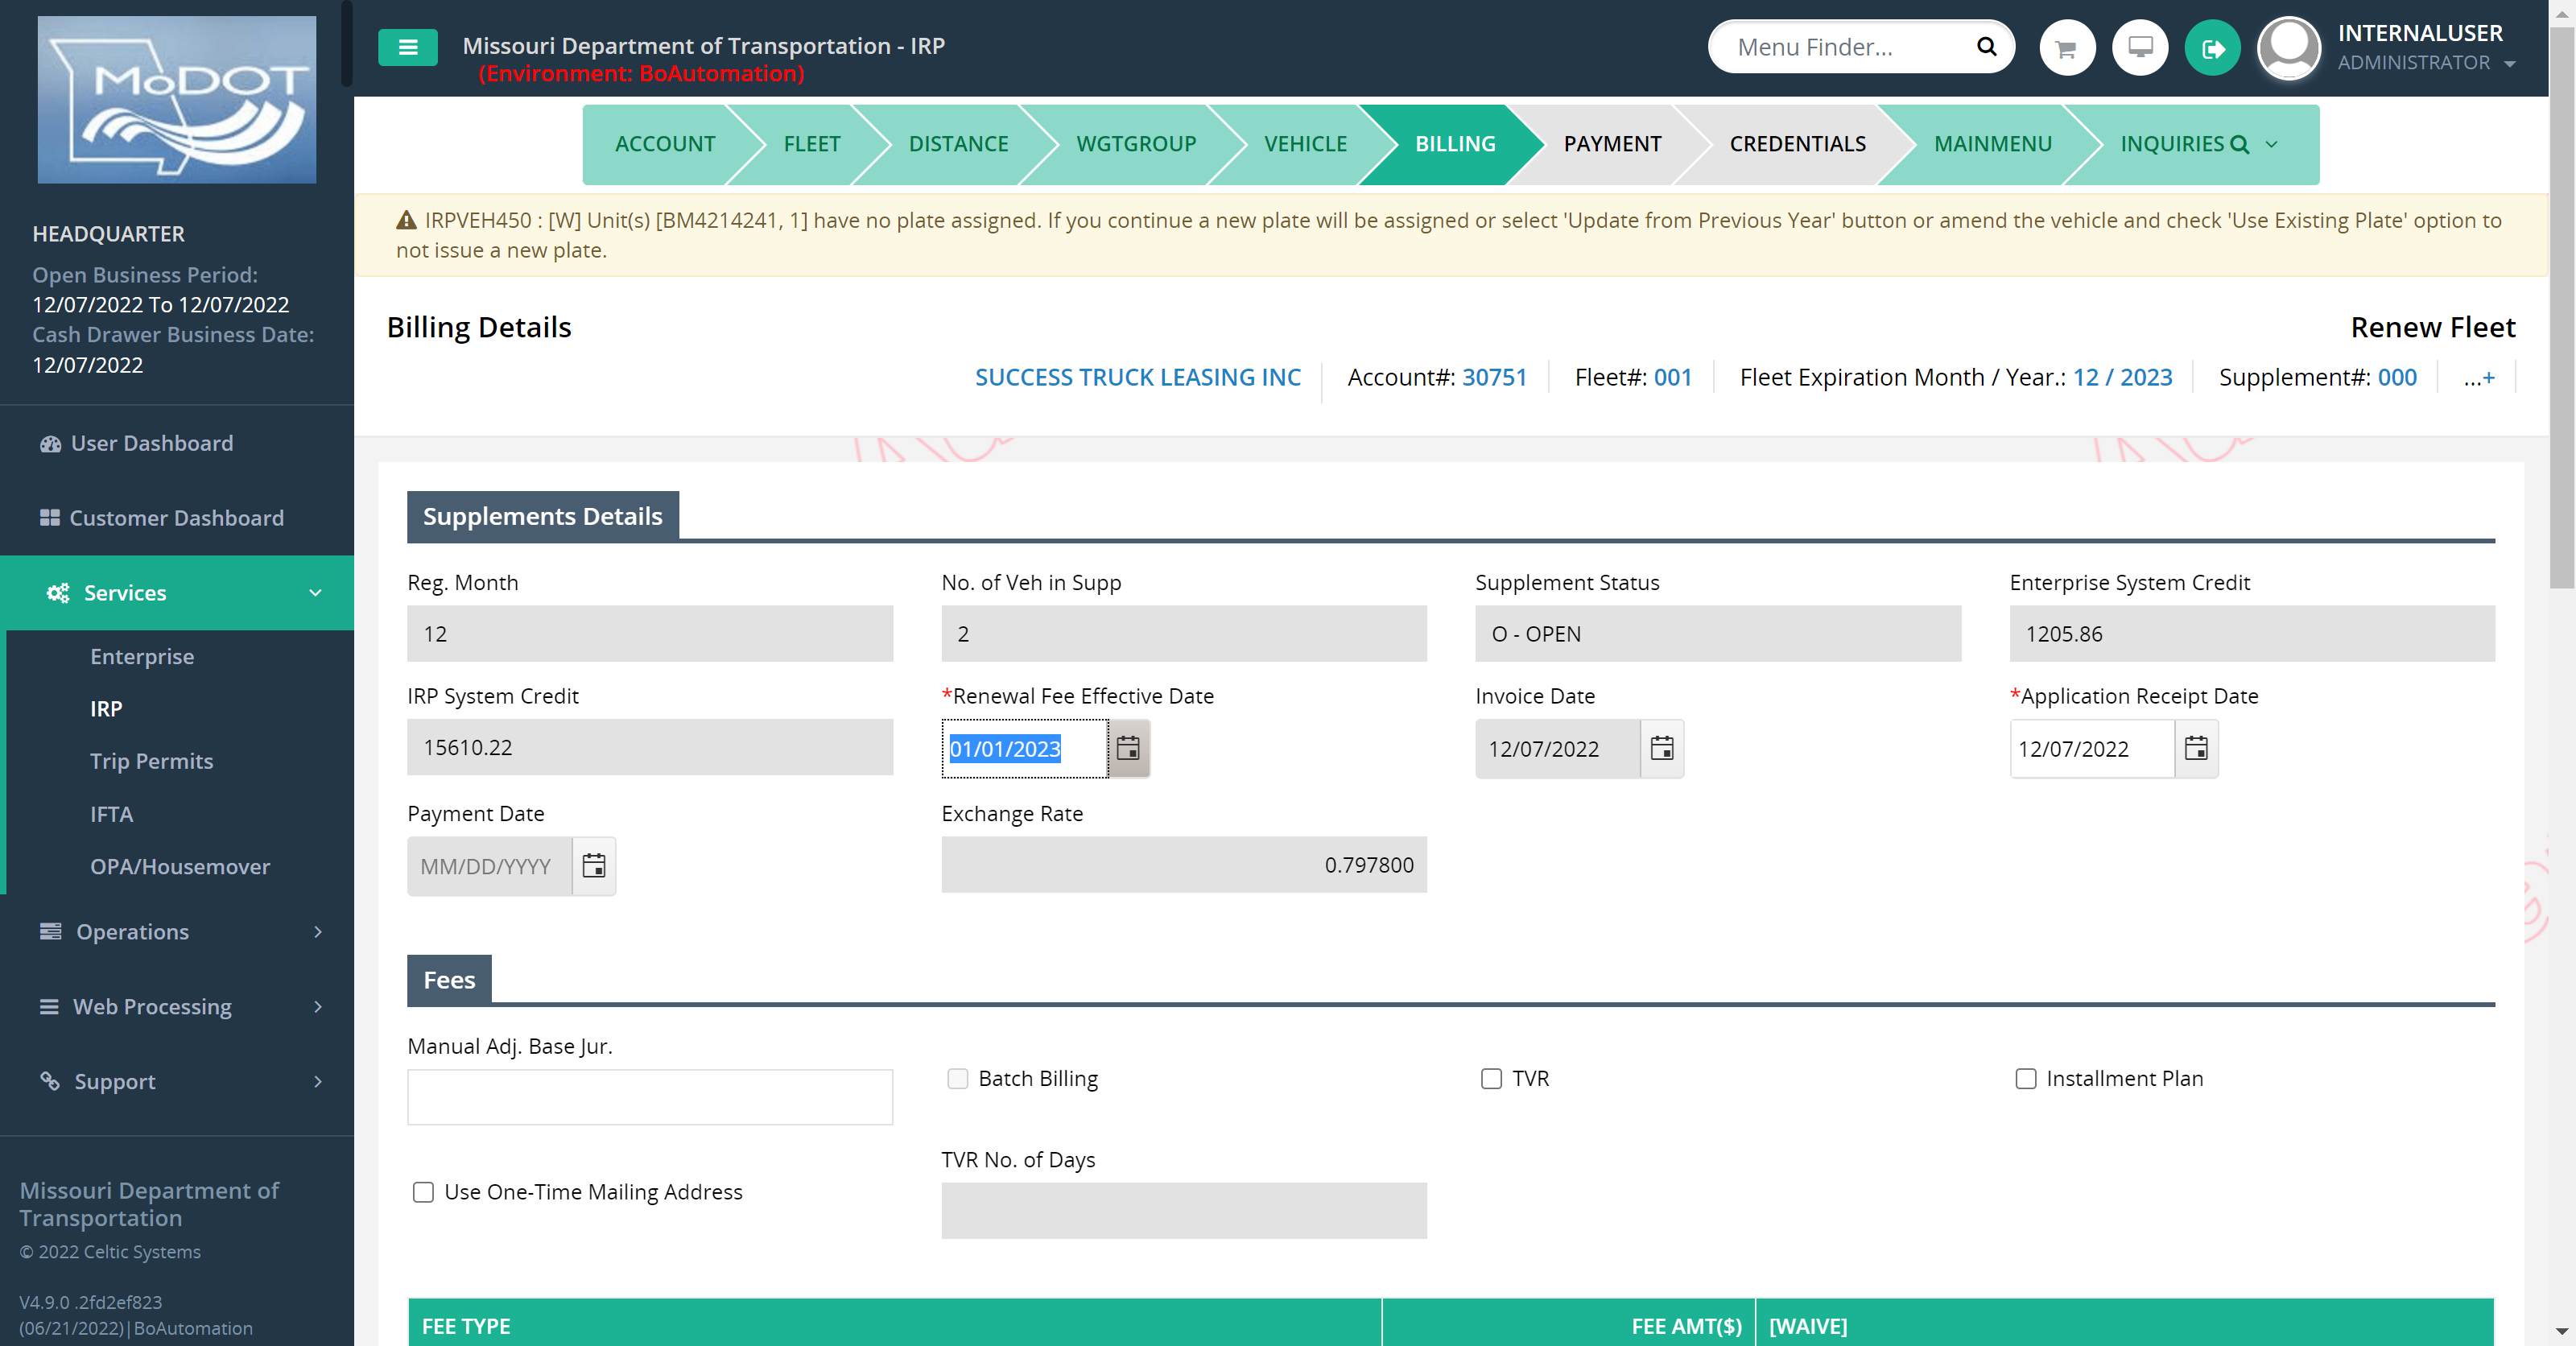 MoDOT
HEADQUARTER
Open Business Period:
12/07/2022 To 12/07/2022
Cash Drawer Business Date:
12/07/2022
User Dashboard
Customer Dashboard
Services
Enterprise
IRP
Trip Permits
IFTA
OPA/Housemover
Operations
Web Processing
Support
Missouri Department of
Transportation
© 2022 Celtic Systems
V4.9.0 .2fd2ef823
(06/21/2022)|BoAutomation
Missouri Department of Transportation - IRP
(Environment: BoAutomation)
Menu Finder...
INTERNALUSER
ADMINISTRATOR
ACCOUNT FLEET DISTANCE WGTGROUP VEHICLE BILLING PAYMENT CREDENTIALS MAINMENU INQUIRIES
IRPVEH450 : [W] Unit(s) [BM4214241, 1] have no plate assigned. If you continue a new plate will be assigned or select 'Update from Previous Year' button or amend the vehicle and check 'Use Existing Plate' option to
not issue a new plate.
Billing Details Renew Fleet
SUCCESS TRUCK LEASING INC Account#: 30751 Fleet#: 001 Fleet Expiration Month / Year.: 12 / 2023 Supplement#: 000 ...+
Supplements Details
Reg. Month No. of Veh in Supp Supplement Status Enterprise System Credit
12 2 O - OPEN 1205.86
IRP System Credit *Renewal Fee Effective Date Invoice Date *Application Receipt Date
15610.22 01/01/2023 12/07/2022 12/07/2022
Payment Date Exchange Rate
MM/DD/YYYY 0.797800
Fees
Manual Adj. Base Jur.
Batch Billing TVR Installment Plan
TVR No. of Days
Use One-Time Mailing Address
FEE TYPE FEE AMT($) [WAIVE]